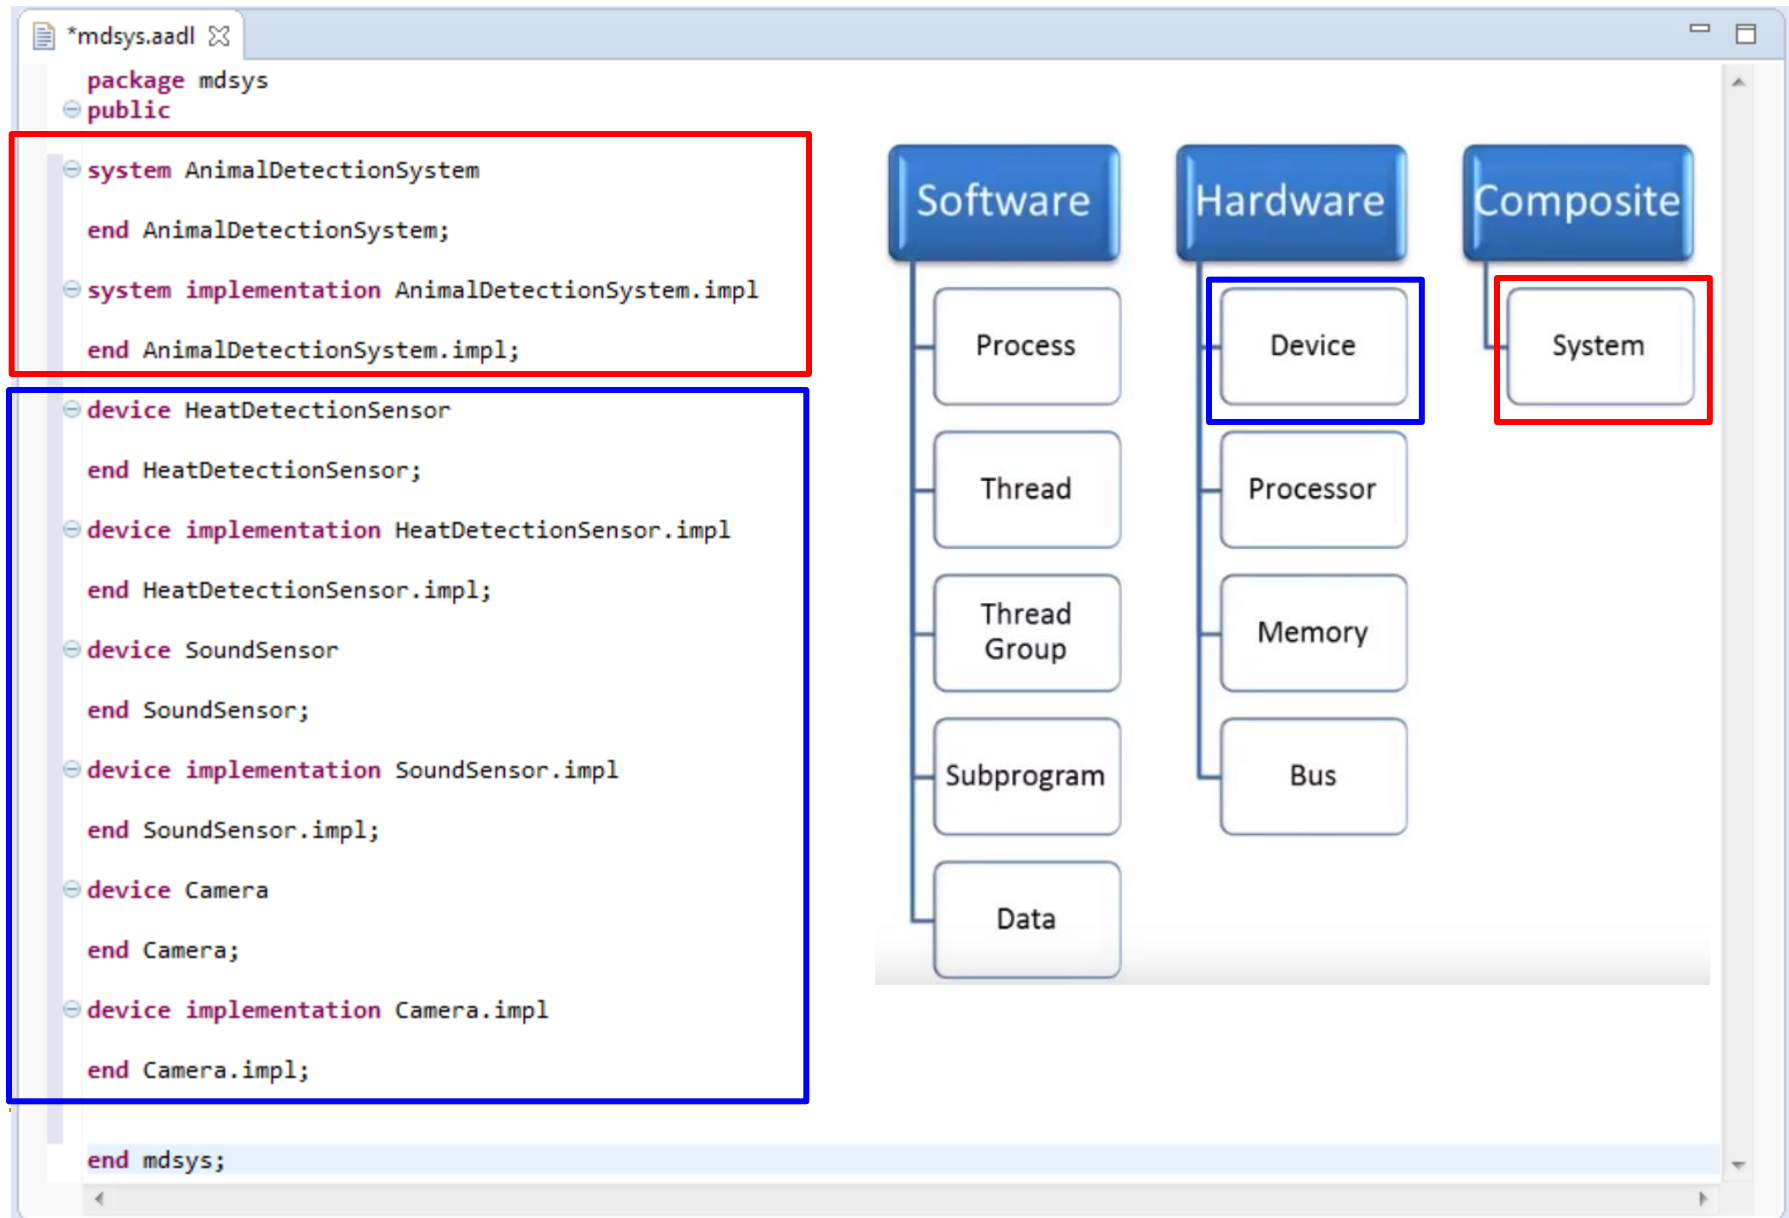 *mdsys.aadl
package mdsys
public
system AnimalDetectionSystem
end AnimalDetectionSystem;
system implementation AnimalDetectionSystem.impl
end AnimalDetectionSystem.impl;
device HeatDetectionSensor
end HeatDetectionSensor;
device implementation HeatDetectionSensor.impl
end HeatDetectionSensor.impl;
device SoundSensor
end SoundSensor;
device implementation SoundSensor.impl
end SoundSensor.impl;
device Camera
end Camera;
device implementation Camera.impl
end Camera.impl;
end mdsys;
Software
Process
Thread
Thread
Group
Subprogram
Data
Hardware
Device
Processor
Memory
Bus
Composite
System